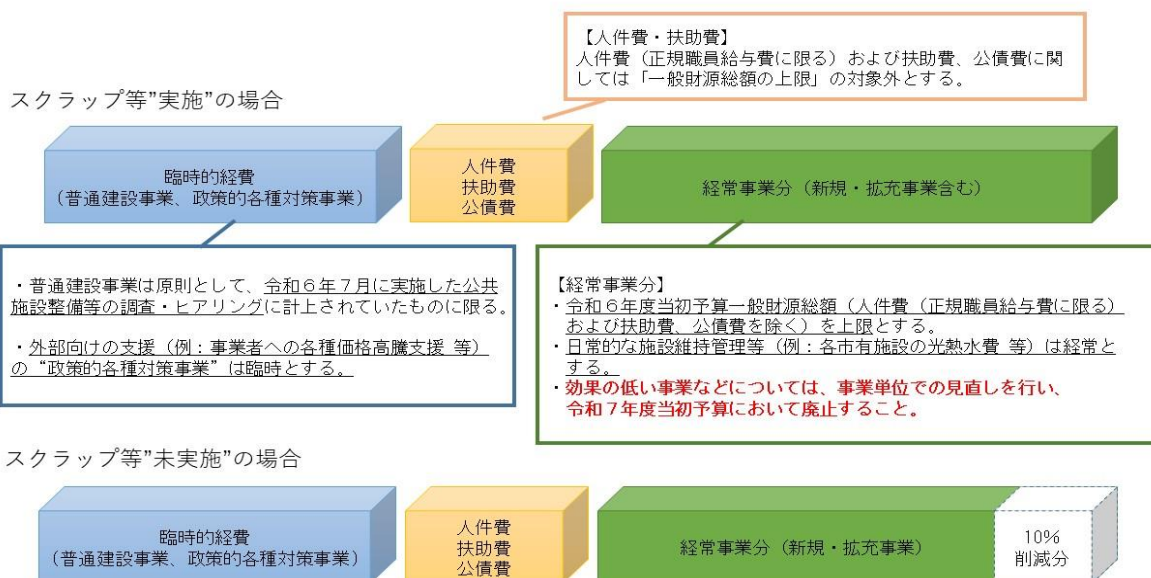 【人件費・扶助費】
人件費（正規職員給与費に限る）および扶助費、公債費に関
しては「一般財源総額の上限」の対象外とする。
スクラップ等”実施”の場合
臨時的経費
（普通建設事業、政策的各種対策事業）
人件費
扶助費
公債費
経常事業分（新規・拡充事業含む）
・普通建設事業は原則として、令和６年７月に実施した公共
施設整備等の調査・ヒアリングに計上されていたものに限る。
・外部向けの支援（例：事業者への各種価格高騰支援 等）
の“政策的各種対策事業”は臨時とする。
【経常事業分】
・令和６年度当初予算一般財源総額（人件費（正規職員給与費に限る）
および扶助費、公債費を除く）を上限とする。
・日常的な施設維持管理等（例：各市有施設の光熱水費 等）は経常と
する。
・効果の低い事業などについては、事業単位での見直しを行い、
令和７年度当初予算において廃止すること。
スクラップ等”未実施”の場合
臨時的経費
（普通建設事業、政策的各種対策事業）
人件費
扶助費
公債費
経常事業分（新規・拡充事業）
10%
削減分